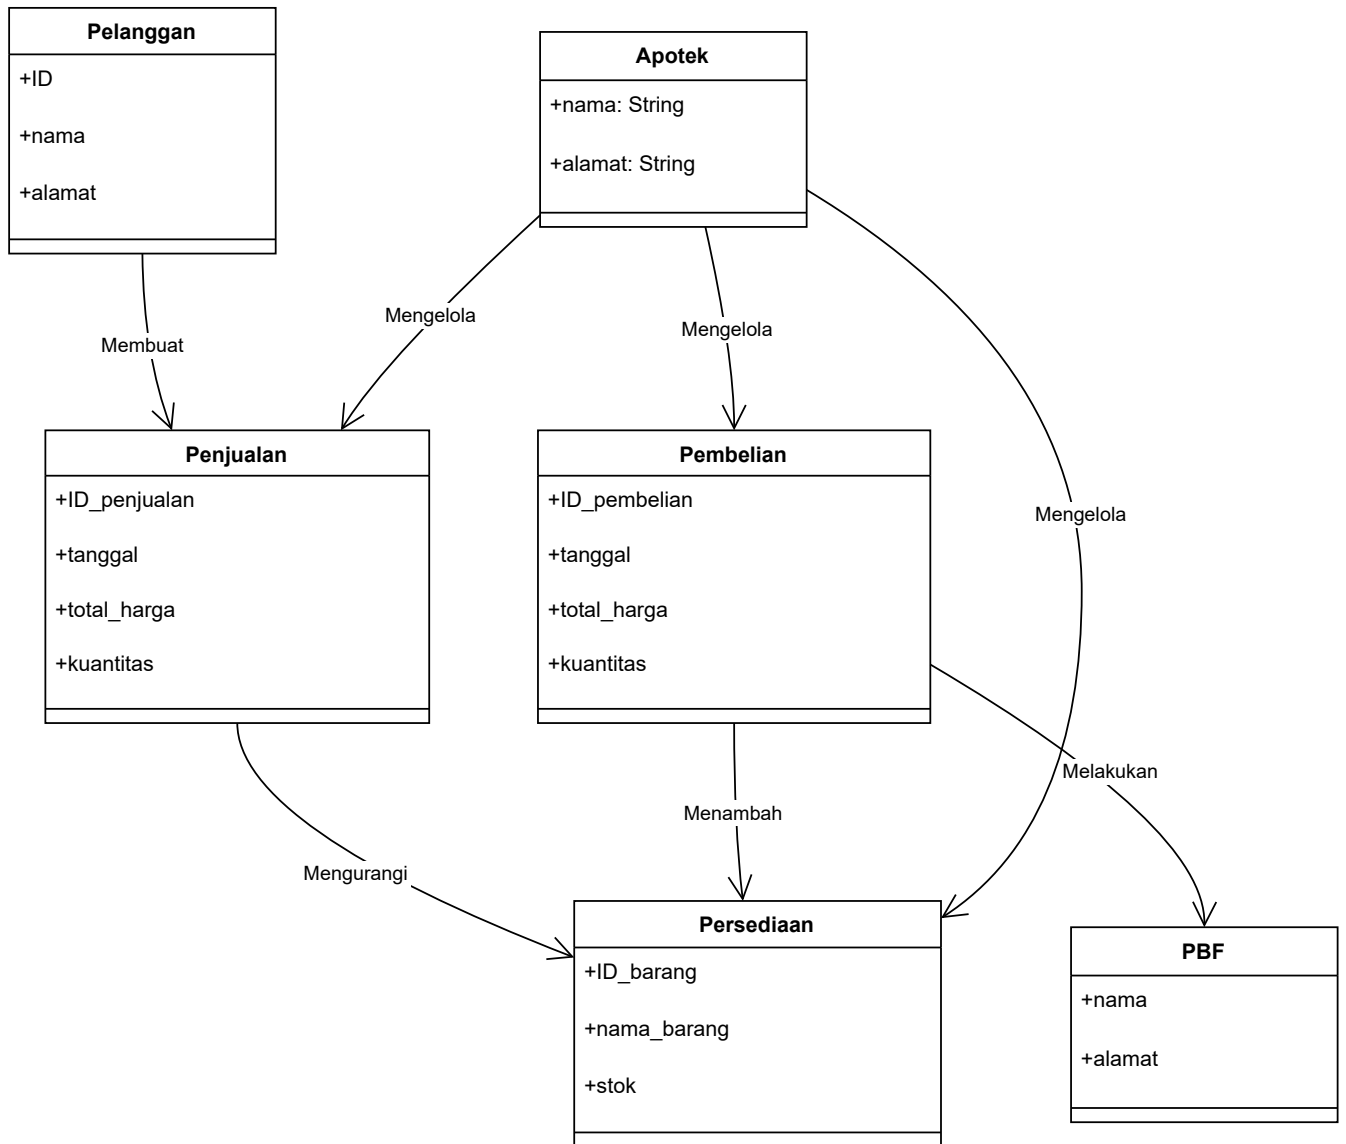 Pelanggan
+ID
+nama
+alamat
Apotek
+nama: String
+alamat: String
Membuat
Mengelola
Mengelola
Mengelola
Penjualan
+ID_penjualan
+tanggal
+total_harga
+kuantitas
Pembelian
+ID_pembelian
+tanggal
+total_harga
+kuantitas
Mengurangi
Menambah
Melakukan
Persediaan
+ID_barang
+nama_barang
+stok
PBF
+nama
+alamat